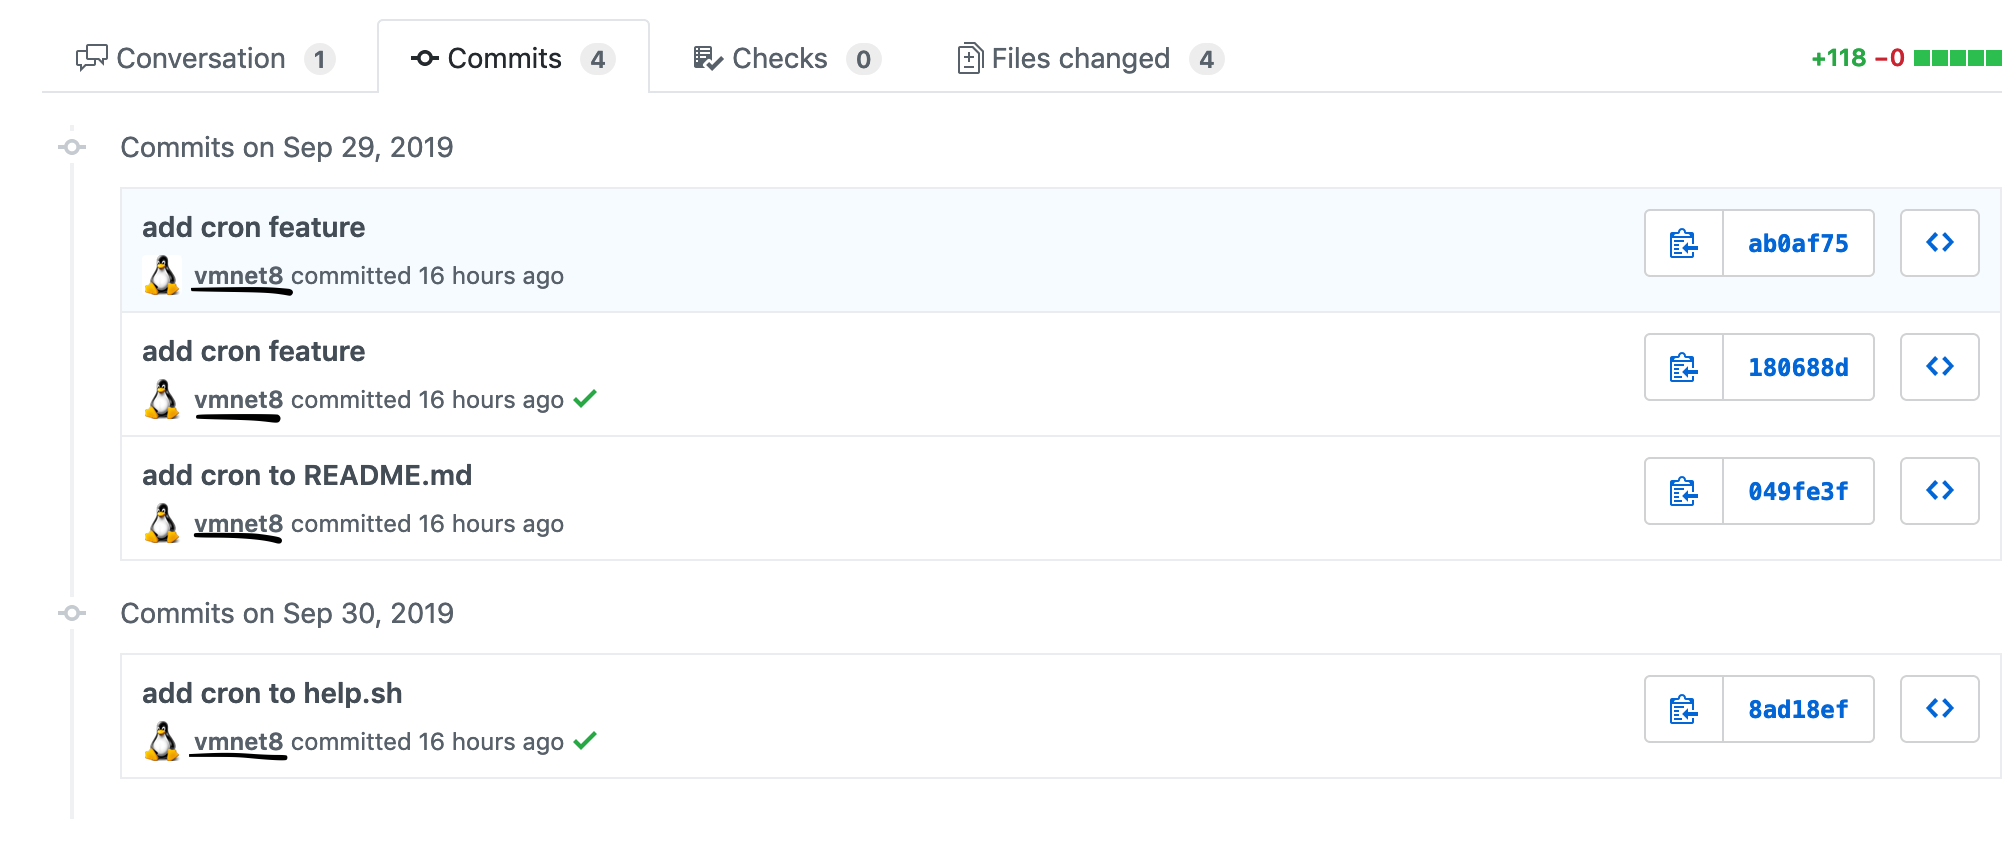 Conversation 1 Commits 4 Checks 0 Files changed 4 +118 −0
Commits on Sep 29, 2019
add cron feature
vmnet8 committed 16 hours ago
ab0af75
add cron feature
vmnet8 committed 16 hours ago
180688d
add cron to README.md
vmnet8 committed 16 hours ago
049fe3f
Commits on Sep 30, 2019
add cron to help.sh
vmnet8 committed 16 hours ago
8ad18ef